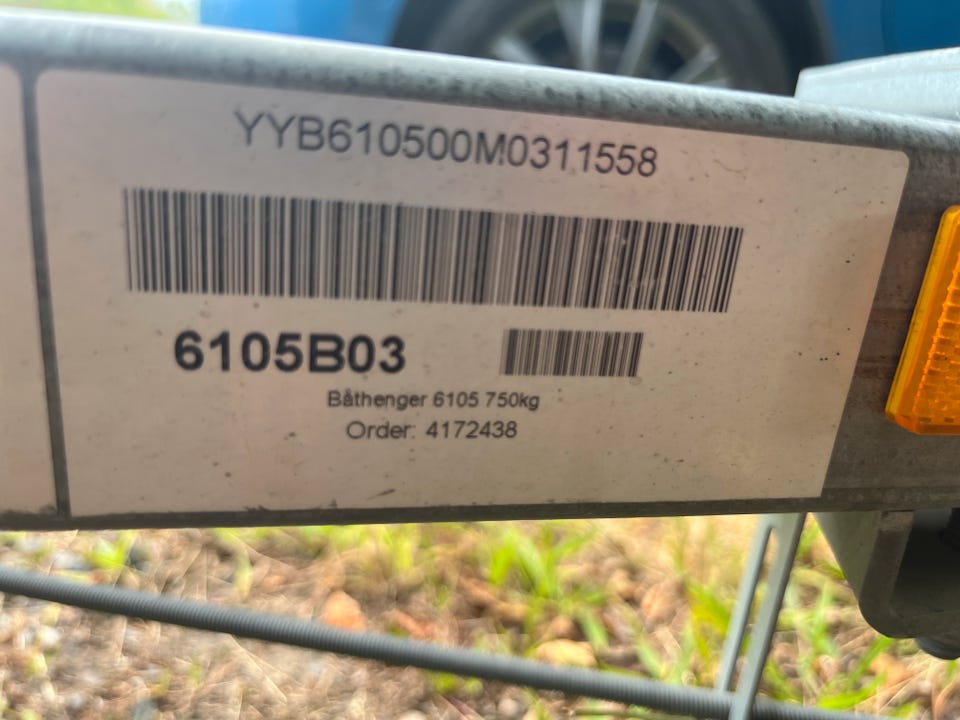 YYB610500M0311558
6105B03
Båthenger 6105 750kg
Order: 4172438